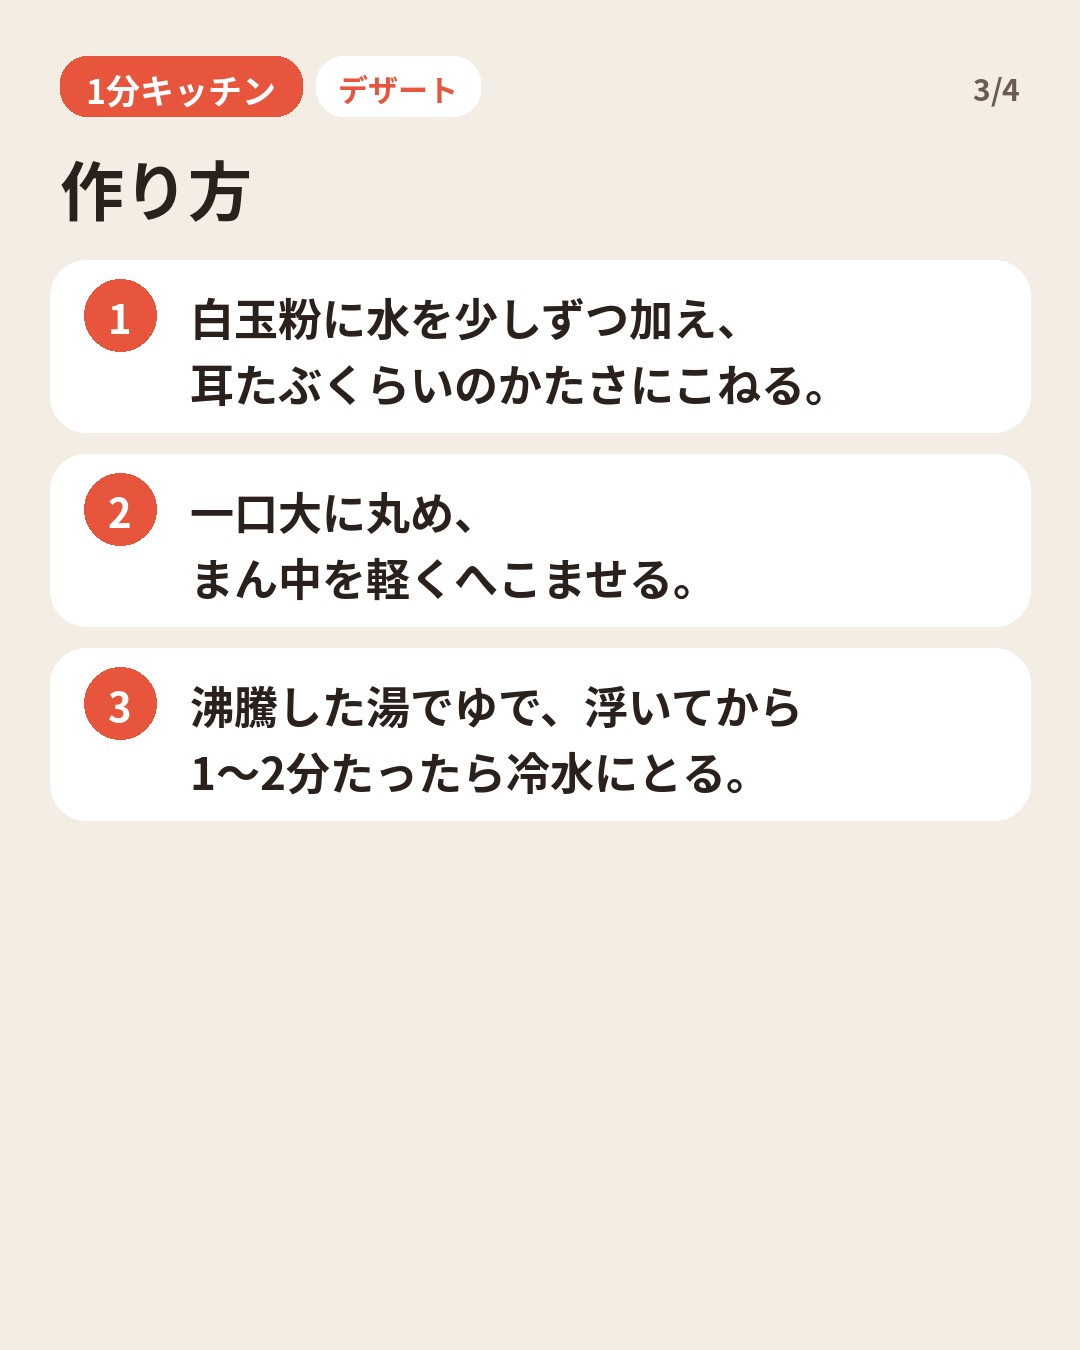 1分キッチン デザート 3/4
作り方
1 白玉粉に水を少しずつ加え、
耳たぶくらいのかたさにこねる。
2 一口大に丸め、
まん中を軽くへこませる。
3 沸騰した湯でゆで、浮いてから
1〜2分たったら冷水にとる。